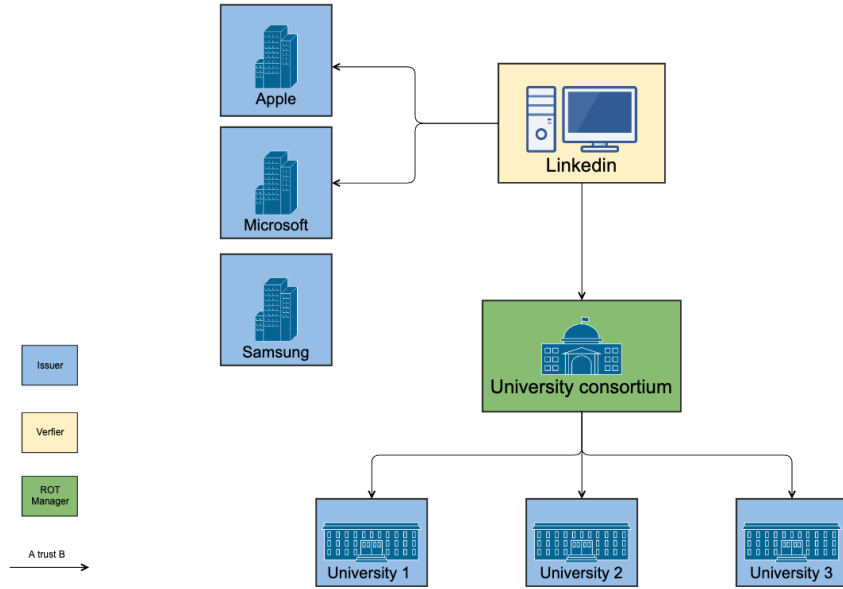 Apple
Linkedin
Microsoft
Samsung
Issuer
University consortium
Verfier
ROT
Manager
A trust B
University 1
University 2
University 3